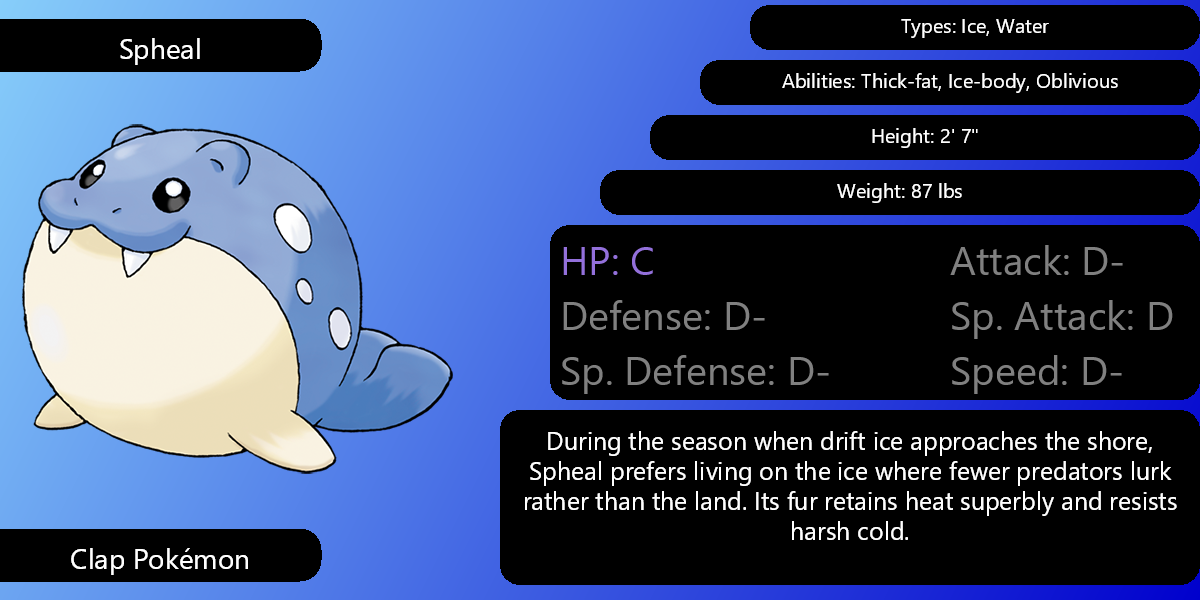 Spheal
Types: Ice, Water
Abilities: Thick-fat, Ice-body, Oblivious
Height: 2' 7"
Weight: 87 lbs
HP: C
Attack: D-
Defense: D-
Sp. Attack: D
Sp. Defense: D-
Speed: D-
During the season when drift ice approaches the shore,
Spheal prefers living on the ice where fewer predators lurk
rather than the land. Its fur retains heat superbly and resists
harsh cold.
Clap Pokémon